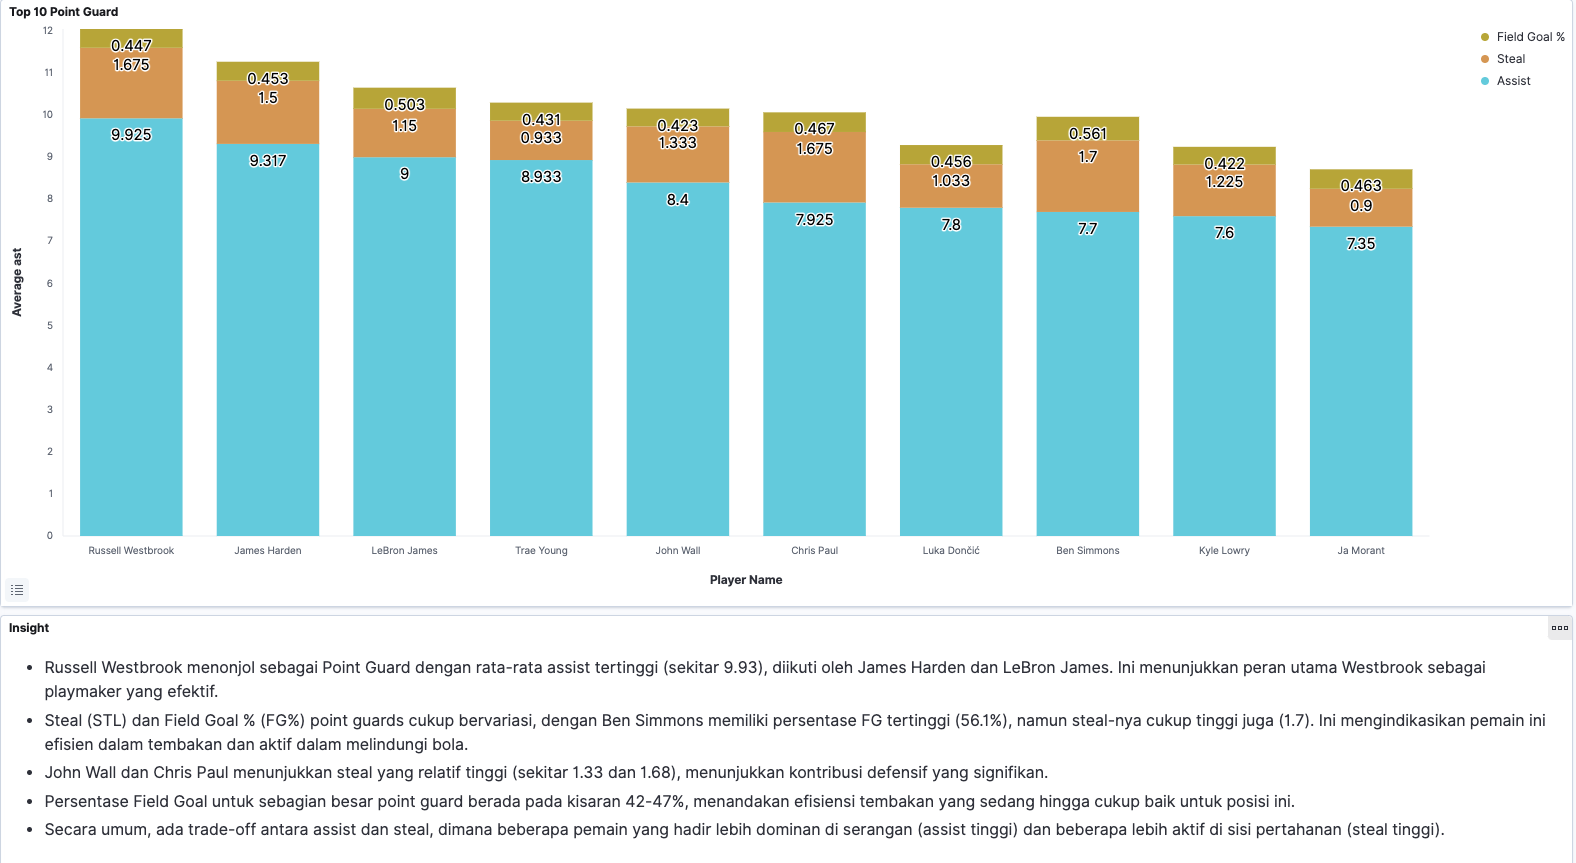 Top 10 Point Guard
Field Goal %
Steal
Assist
12
11
10
9
8
7
6
5
4
3
2
1
0
Average ast
0.447
1.675
9.925
0.453
1.5
9.317
0.503
1.15
9
0.431
0.933
8.933
0.423
1.333
8.4
0.467
1.675
7.925
0.456
1.033
7.8
0.561
1.7
7.7
0.422
1.225
7.6
0.463
0.9
7.35
Russell Westbrook
James Harden
LeBron James
Trae Young
John Wall
Chris Paul
Luka Dončić
Ben Simmons
Kyle Lowry
Ja Morant
Player Name
Insight
• Russell Westbrook menonjol sebagai Point Guard dengan rata-rata assist tertinggi (sekitar 9.93), diikuti oleh James Harden dan LeBron James. Ini menunjukkan peran utama Westbrook sebagai
playmaker yang efektif.
• Steal (STL) dan Field Goal % (FG%) point guards cukup bervariasi, dengan Ben Simmons memiliki persentase FG tertinggi (56.1%), namun steal-nya cukup tinggi juga (1.7). Ini mengindikasikan pemain ini
efisien dalam tembakan dan aktif dalam melindungi bola.
• John Wall dan Chris Paul menunjukkan steal yang relatif tinggi (sekitar 1.33 dan 1.68), menunjukkan kontribusi defensif yang signifikan.
• Persentase Field Goal untuk sebagian besar point guard berada pada kisaran 42-47%, menandakan efisiensi tembakan yang sedang hingga cukup baik untuk posisi ini.
• Secara umum, ada trade-off antara assist dan steal, dimana beberapa pemain yang hadir lebih dominan di serangan (assist tinggi) dan beberapa lebih aktif di sisi pertahanan (steal tinggi).